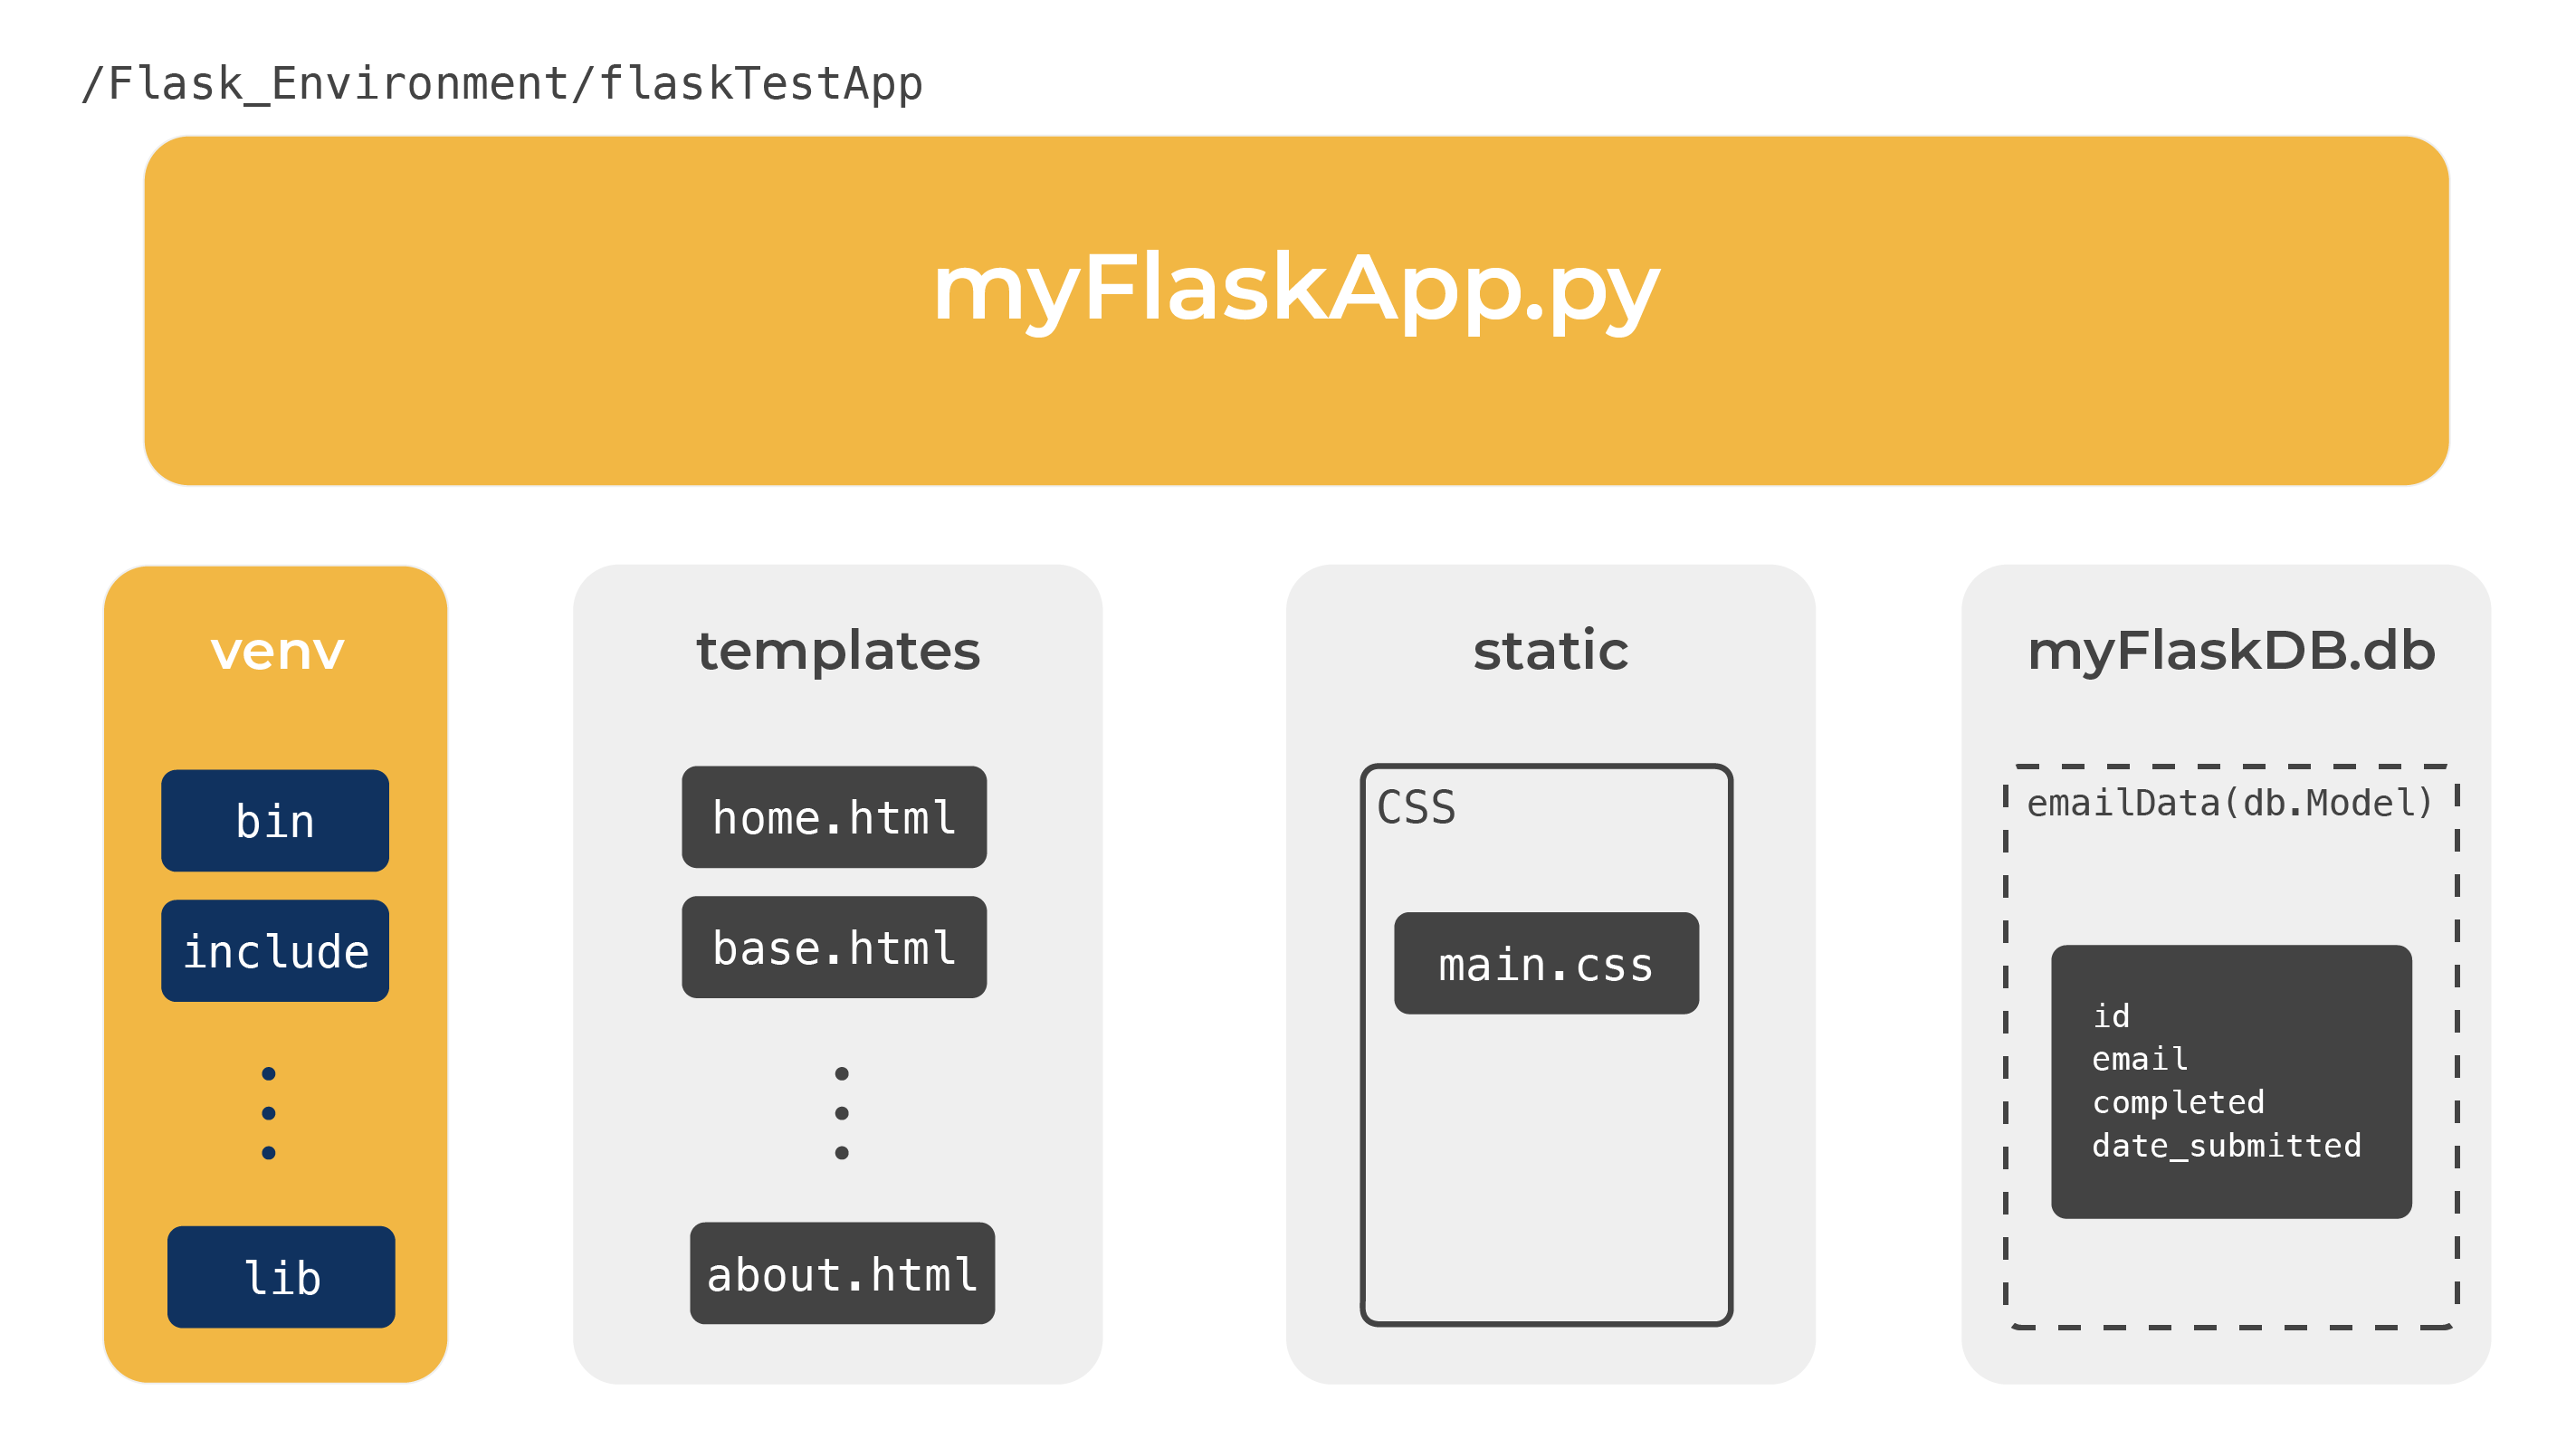 /Flask_Environment/flaskTestApp
myFlaskApp.py
venv
bin
include
lib
templates
home.html
base.html
about.html
static
CSS
main.css
myFlaskDB.db
emailData(db.Model)
id
email
completed
date_submitted